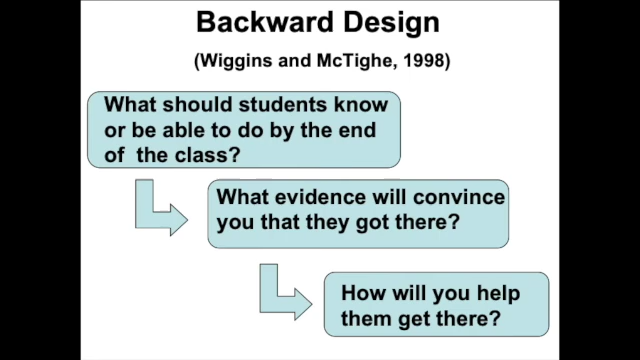 Backward Design
(Wiggins and McTighe, 1998)
What should students know
or be able to do by the end
of the class?
What evidence will convince
you that they got there?
How will you help
them get there?